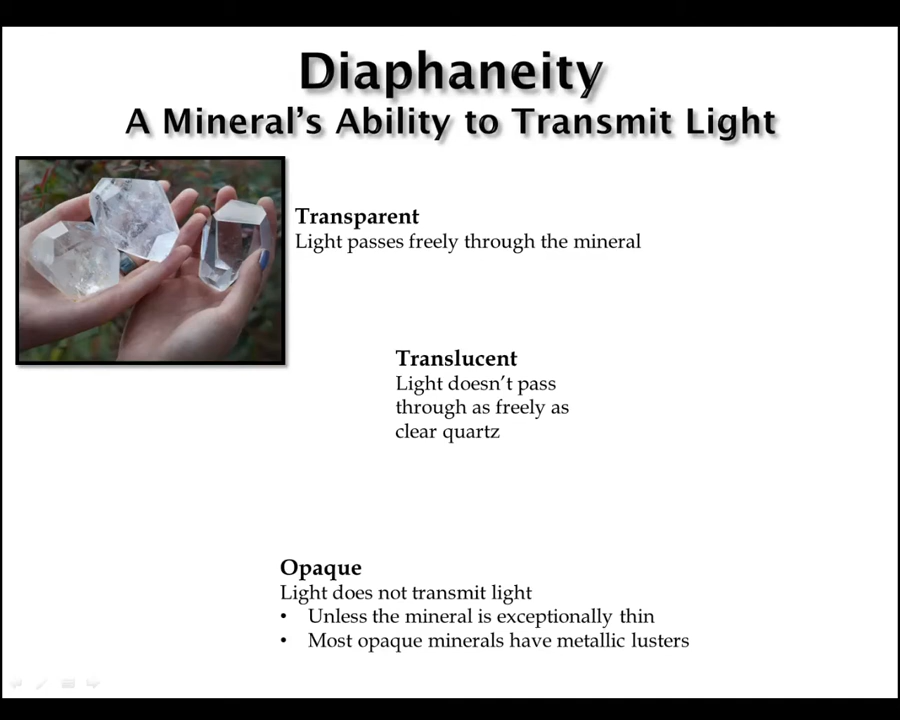 Diaphaneity
A Mineral's Ability to Transmit Light
Transparent
Light passes freely through the mineral
Translucent
Light doesn't pass
through as freely as
clear quartz
Opaque
Light does not transmit light
• Unless the mineral is exceptionally thin
• Most opaque minerals have metallic lusters